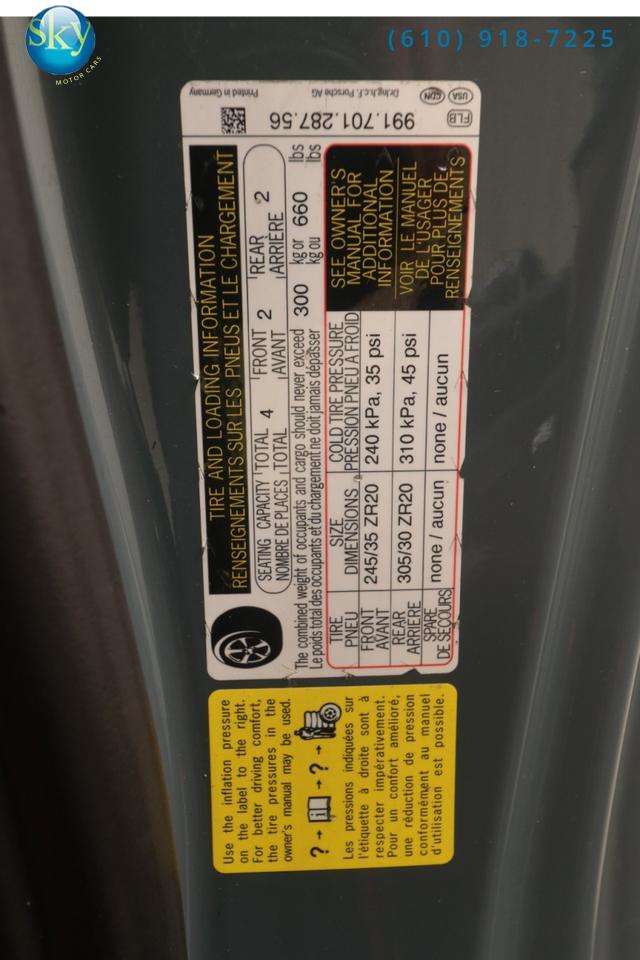 Sky
MOTOR CARS
(610) 918-7225
TIRE AND LOADING INFORMATION
RENSEIGNEMENTS SUR LES PNEUS ET LE CHARGEMENT
SEATING CAPACITY TOTAL 4 FRONT 2 REAR 2
NOMBRE DE PLACES TOTAL AVANT ARRIÈRE
The combined weight of occupants and cargo should never exceed 300 kg or 660 lbs
Le poids total des occupants et du chargement ne doit jamais dépasser kg ou lbs
TIRE SIZE COLD TIRE PRESSURE
PNEU DIMENSIONS PRESSION PNEU A FROID
FRONT 245/35 ZR20 240 kPa, 35 psi
AVANT
REAR 305/30 ZR20 310 kPa, 45 psi
ARRIÈRE
SPARE none / aucun none / aucun
DE SECOURS
SEE OWNER'S
MANUAL FOR
ADDITIONAL
INFORMATION
VOIR LE MANUEL
DE L'USAGER
POUR PLUS DE
RENSEIGNEMENTS
Printed in Germany
Dr.Ing.h.c.F. Porsche AG
USA
CDN
991.701.287.56
FLB
Use the inflation pressure
on the label to the right.
For better driving comfort,
the tire pressures in the
owner's manual may be used.
? → i → ? →
Les pressions indiquées sur
l'étiquette à droite sont à
respecter impérativement.
Pour un confort amélioré,
une réduction de pression
conformément au manuel
d'utilisation est possible.